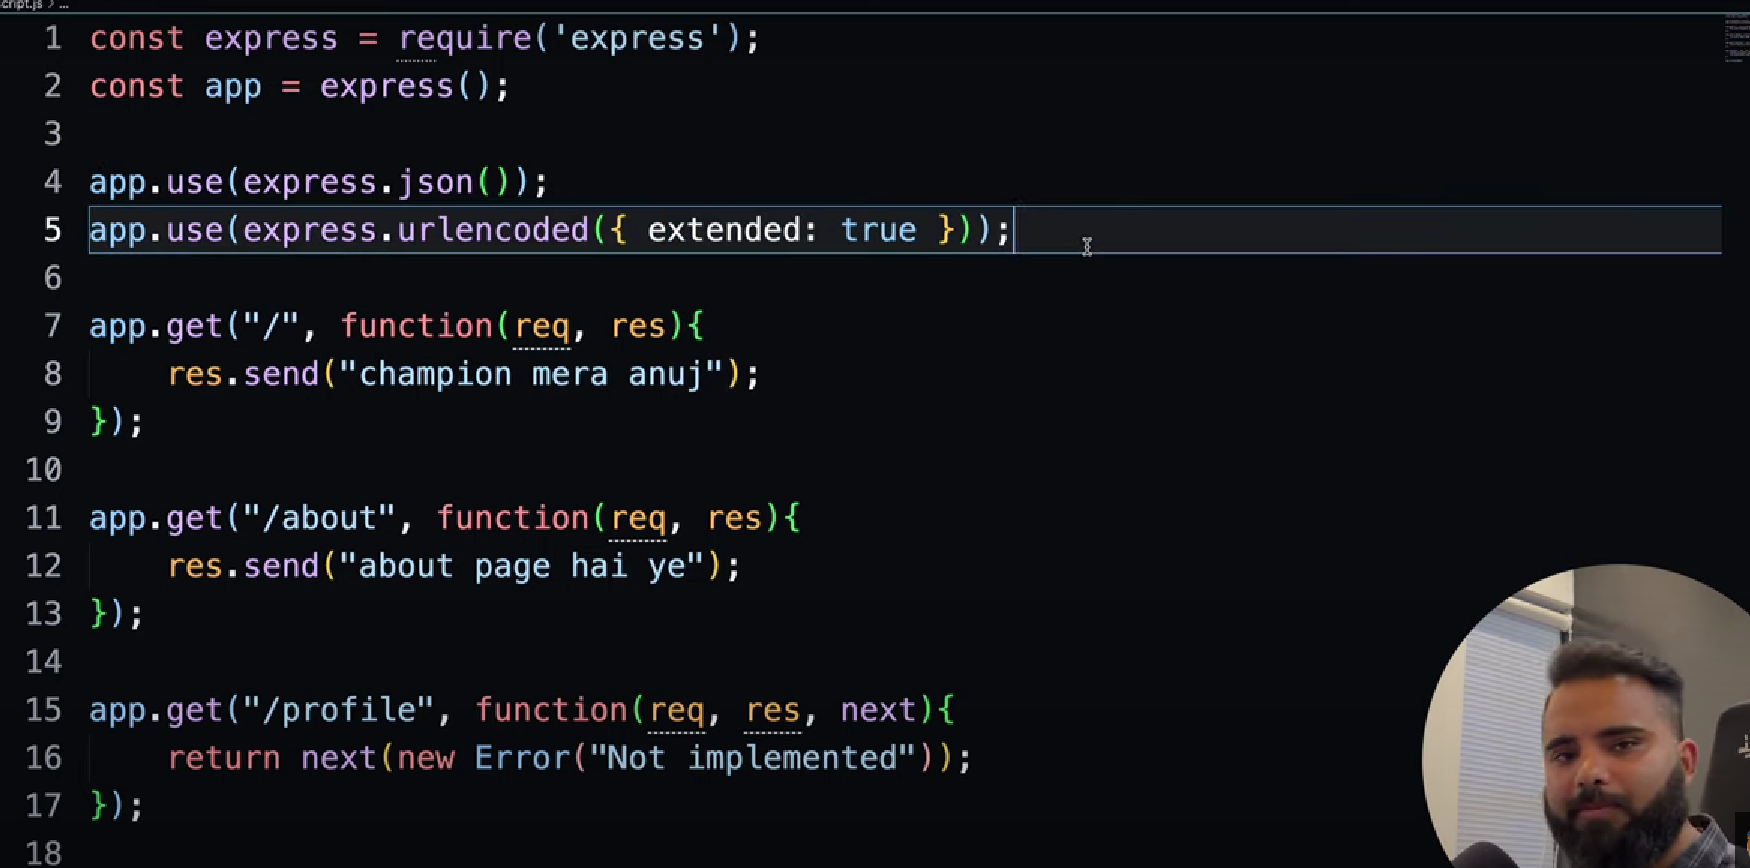 cript.js › ...
1 const express = require('express');
2 const app = express();
3
4 app.use(express.json());
5 app.use(express.urlencoded({ extended: true }));
6
7 app.get("/", function(req, res){
8     res.send("champion mera anuj");
9 });
10
11 app.get("/about", function(req, res){
12     res.send("about page hai ye");
13 });
14
15 app.get("/profile", function(req, res, next){
16     return next(new Error("Not implemented"));
17 });
18